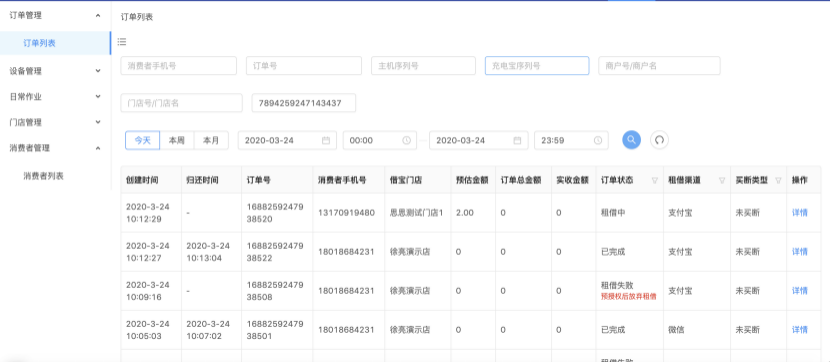 订单管理
订单列表
设备管理
日常作业
门店管理
消费者管理
消费者列表
订单列表
消费者手机号 订单号 主机序列号 充电宝序列号 商户号/商户名
门店号/门店名 7894259247143437
今天 本周 本月 2020-03-24 00:00 2020-03-24 23:59
创建时间 归还时间 订单号 消费者手机号 借宝门店 预估金额 订单总金额 实收金额 订单状态 租借渠道 买断类型 操作
2020-3-24 16882592479
10:12:29 - 38520 13170919480 思思测试门店1 2.00 0 0 租借中 支付宝 未买断 详情
2020-3-24 2020-3-24 16882592479
10:12:27 10:13:04 38522 18018684231 徐亮演示店 0 0 0 已完成 支付宝 未买断 详情
2020-3-24 16882592479 租借失败
10:09:16 - 38508 18018684231 徐亮演示店 0 0 0 预授权后放弃租借 支付宝 未买断 详情
2020-3-24 2020-3-24 16882592479
10:05:03 10:07:02 38501 18018684231 徐亮演示店 0 0 0 已完成 微信 未买断 详情